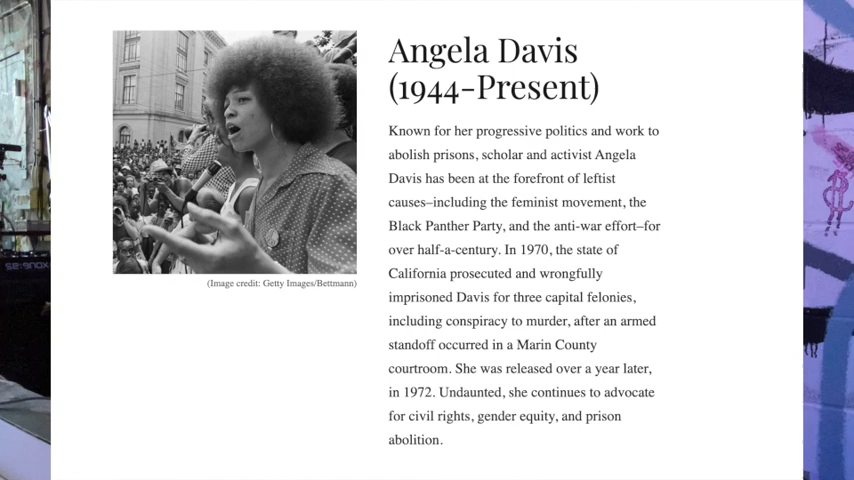 Angela Davis
(1944-Present)
Known for her progressive politics and work to
abolish prisons, scholar and activist Angela
Davis has been at the forefront of leftist
causes–including the feminist movement, the
Black Panther Party, and the anti-war effort–for
over half-a-century. In 1970, the state of
California prosecuted and wrongfully
imprisoned Davis for three capital felonies,
including conspiracy to murder, after an armed
standoff occurred in a Marin County
courtroom. She was released over a year later,
in 1972. Undaunted, she continues to advocate
for civil rights, gender equity, and prison
abolition.
(Image credit: Getty Images/Bettmann)